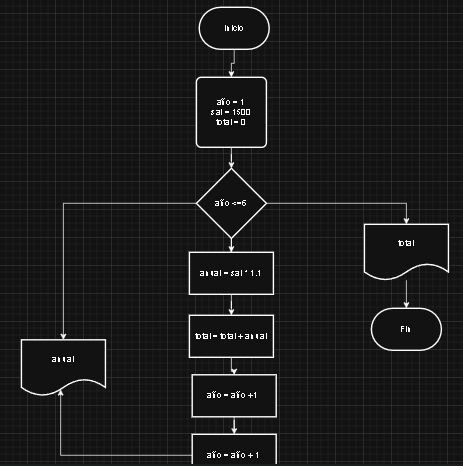 Inicio
año = 1
sal = 1500
total = 0
año <=6
anual = sal * 1.1
total
total = total + anual
Fin
anual
año = año +1
año = año + 1